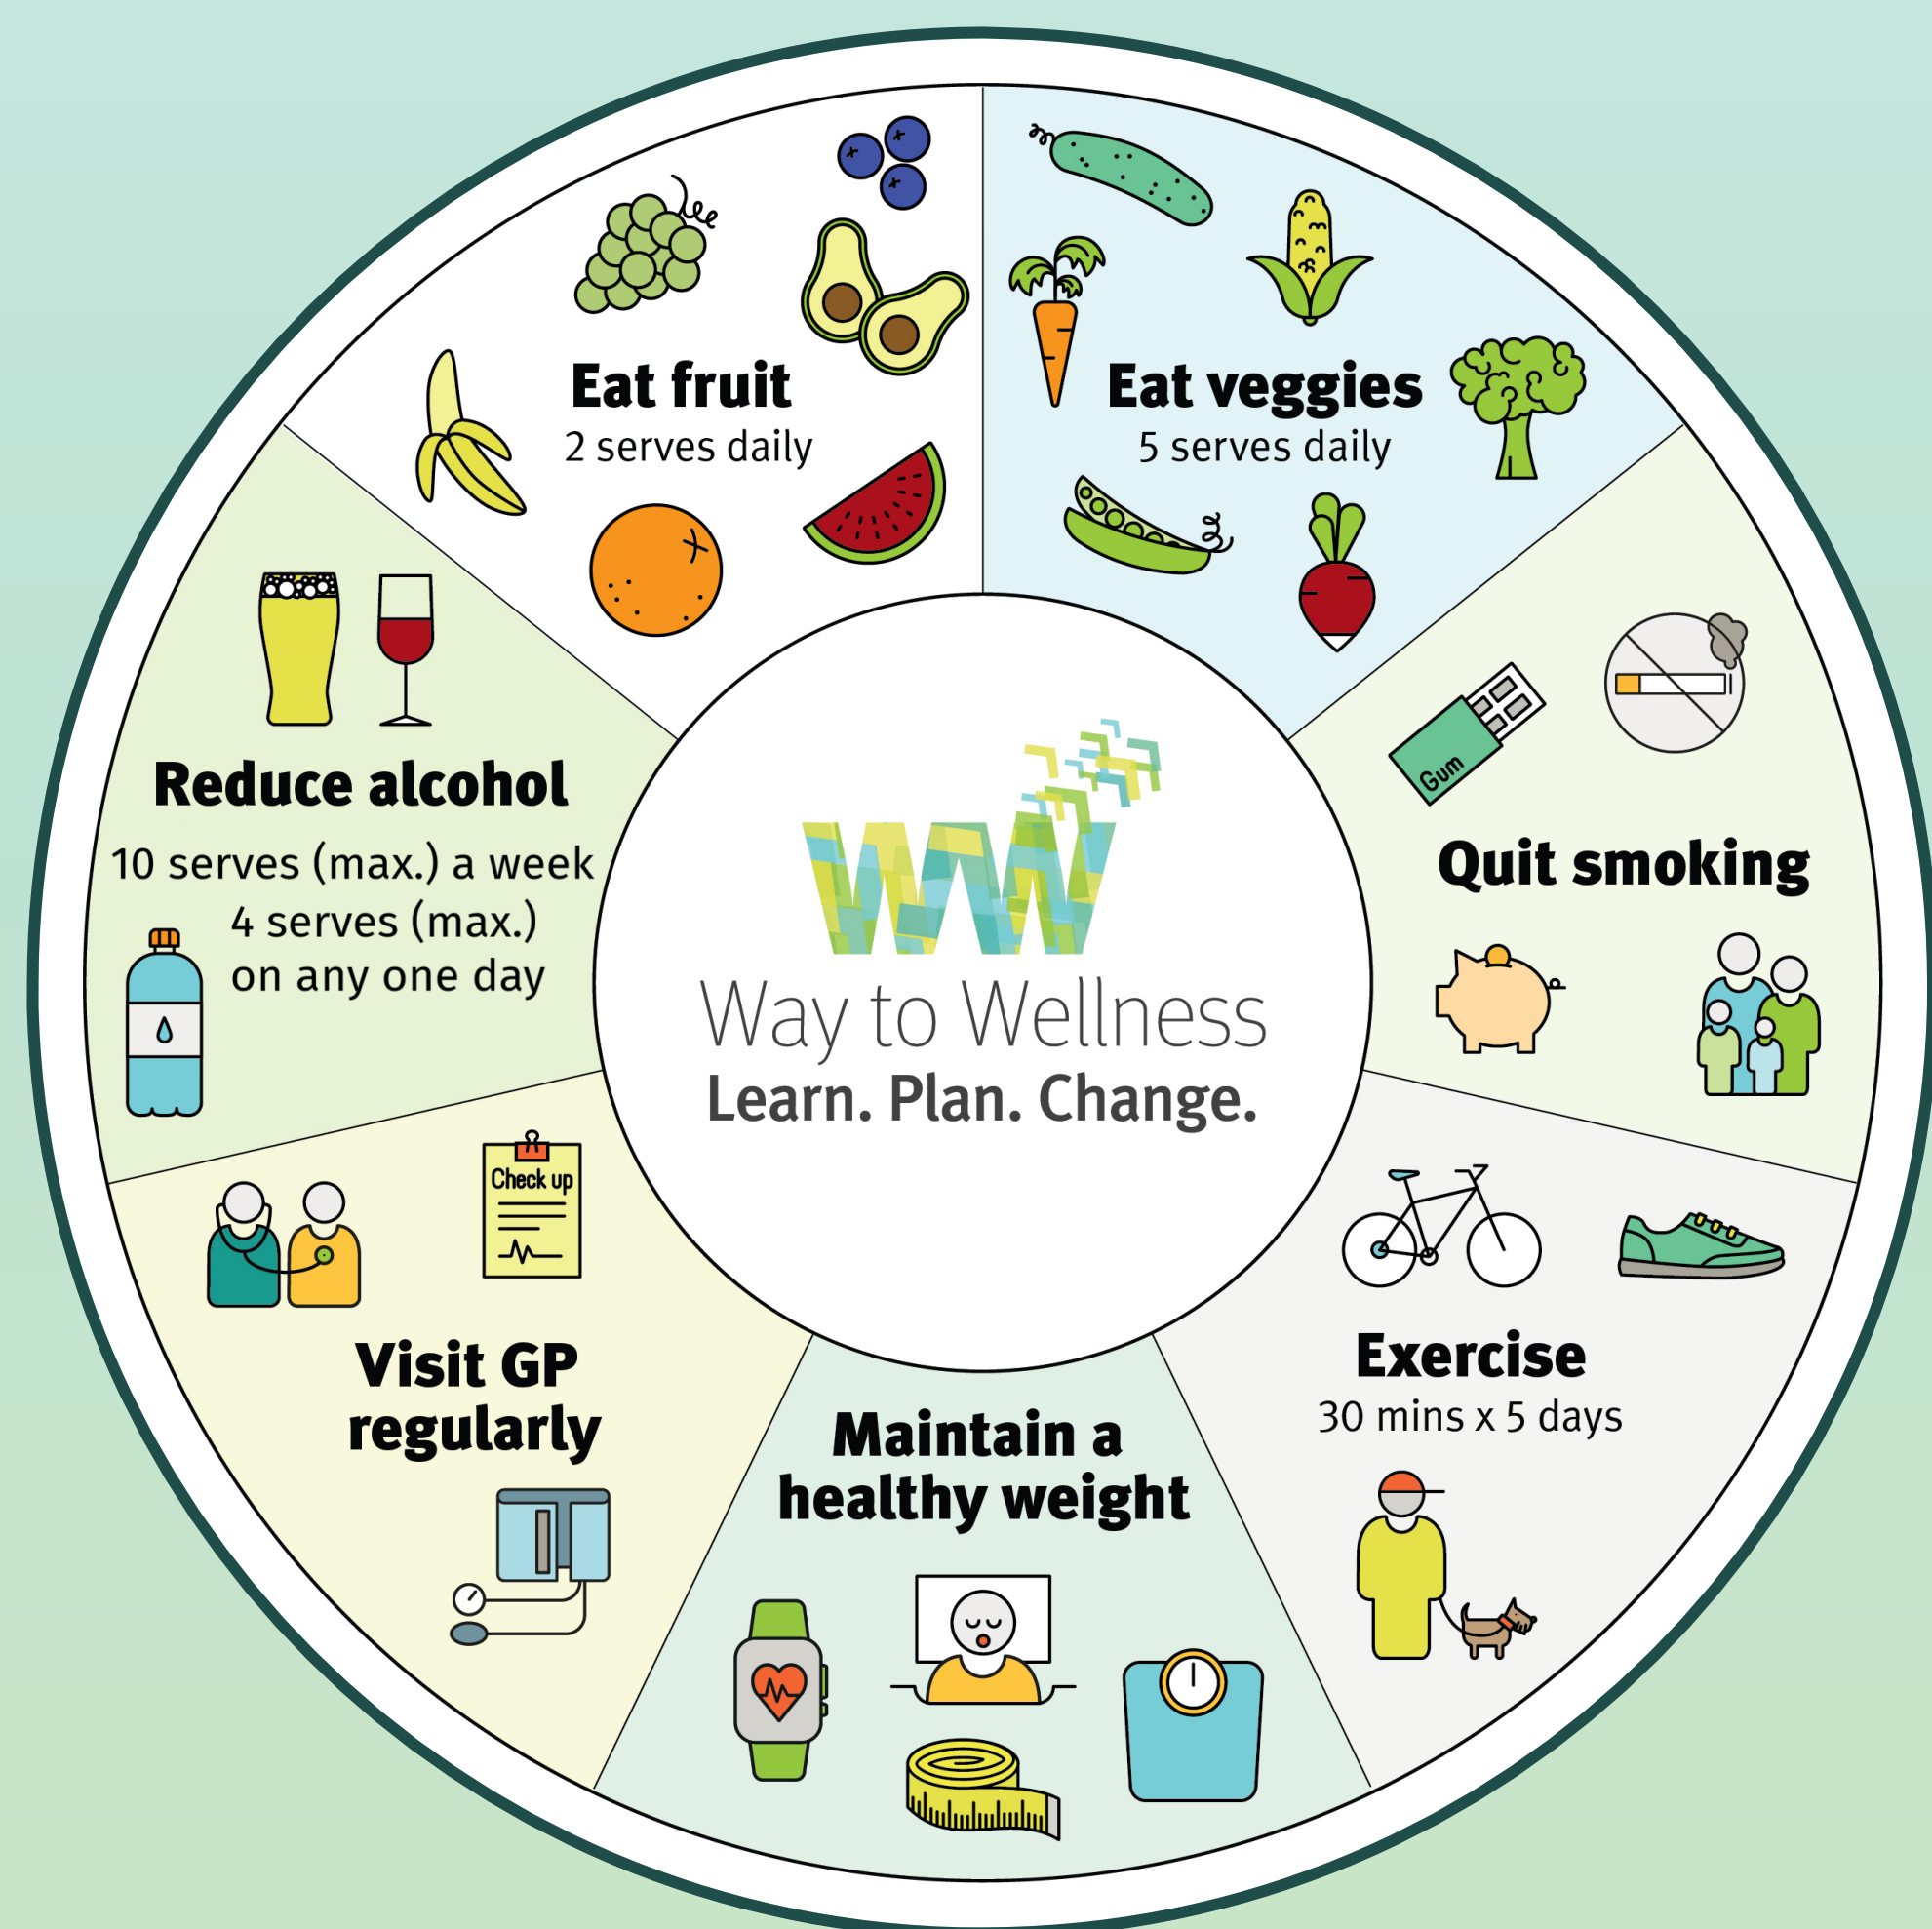 Eat fruit
2 serves daily
Eat veggies
5 serves daily
Gum
Quit smoking
Exercise
30 mins x 5 days
Maintain a
healthy weight
Check up
Visit GP
regularly
Reduce alcohol
10 serves (max.) a week
4 serves (max.)
on any one day
WW
Way to Wellness
Learn. Plan. Change.